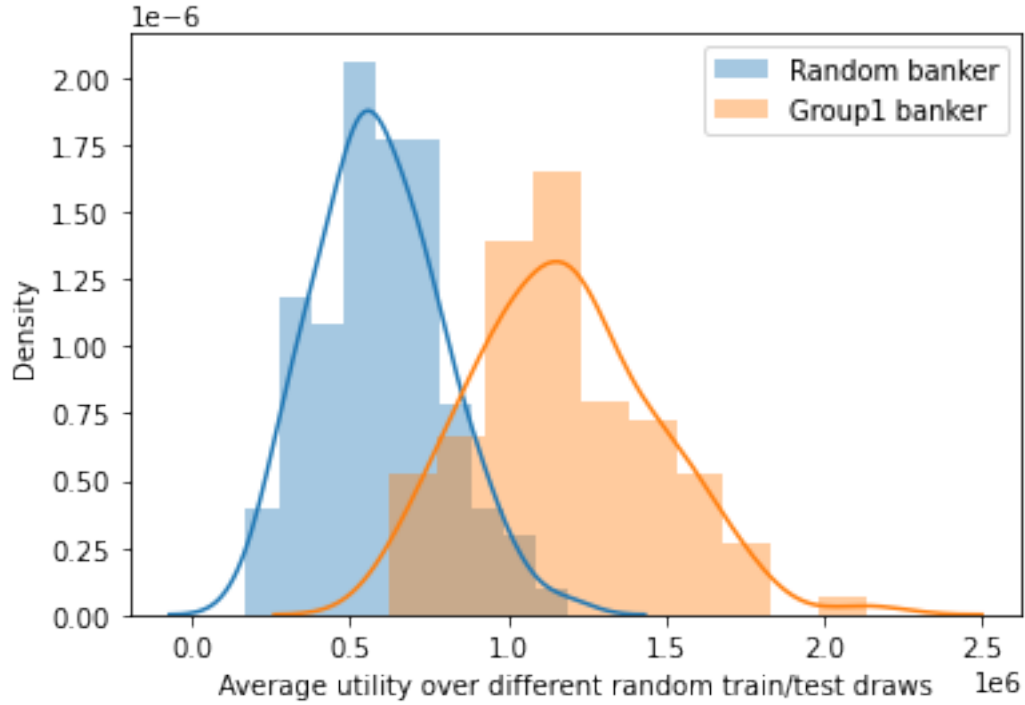 1e−6
2.00
1.75
1.50
1.25
1.00
0.75
0.50
0.25
0.00
Density
Random banker
Group1 banker
0.0
0.5
1.0
1.5
2.0
2.5
Average utility over different random train/test draws
1e6